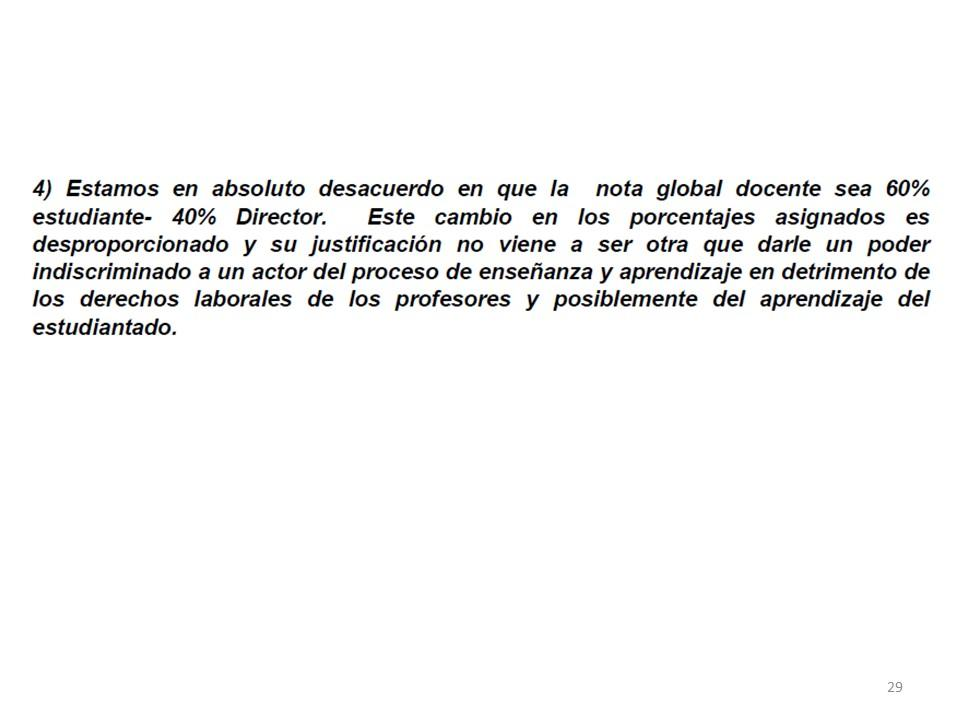 4) Estamos en absoluto desacuerdo en que la nota global docente sea 60%
estudiante- 40% Director. Este cambio en los porcentajes asignados es
desproporcionado y su justificación no viene a ser otra que darle un poder
indiscriminado a un actor del proceso de enseñanza y aprendizaje en detrimento de
los derechos laborales de los profesores y posiblemente del aprendizaje del
estudiantado.
29